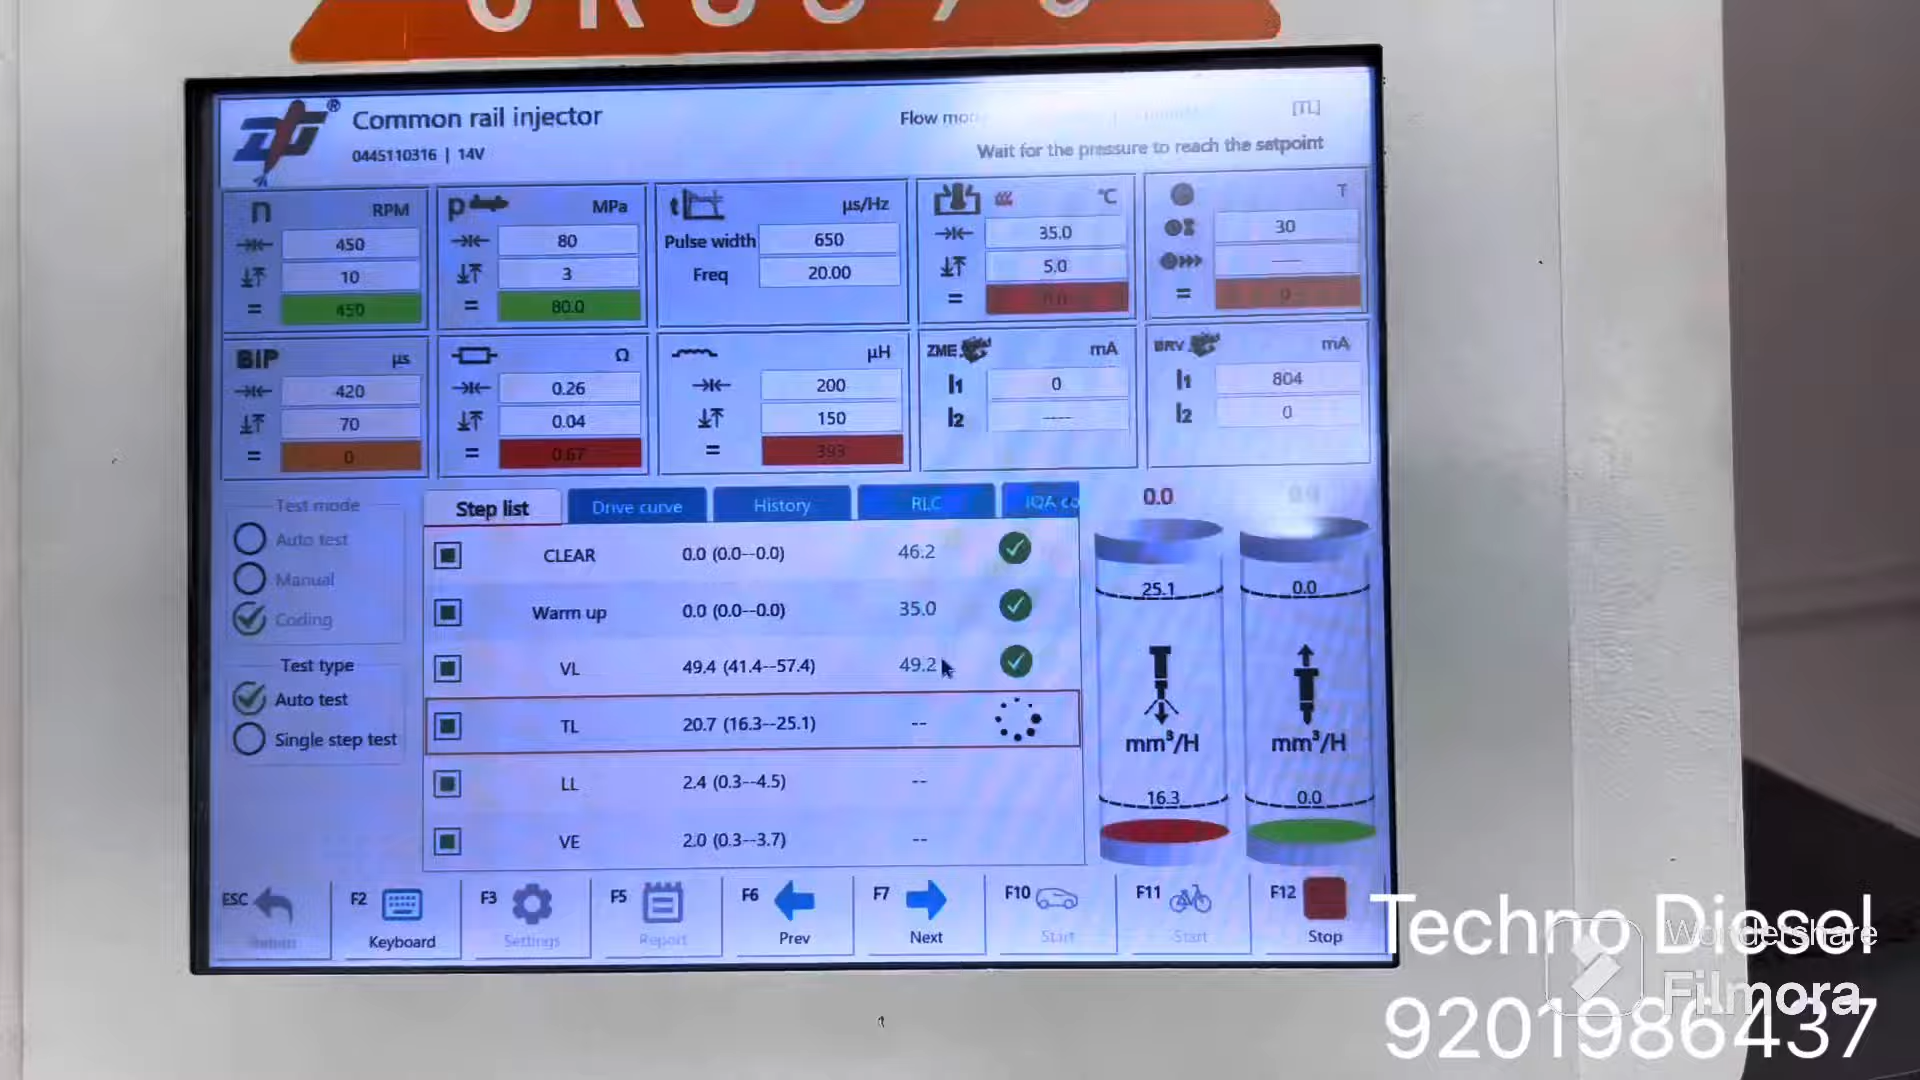 Common rail injector
0445110316 | 14V
Flow
[TL]
Wait for the pressure to reach the setpoint
n RPM
450
10
= 450
p MPa
80
3
= 80.0
t µs/Hz
Pulse width 650
Freq 20.00
°C
35.0
5.0
= 0.0
T
30
----
= 0
BIP µs
420
70
= 0
Ω
0.26
0.04
= 0.67
µH
200
150
= 393
ZME mA
I1 0
I2 ----
BRV mA
I1 804
I2 0
Test mode
Auto test
Manual
Coding
Test type
Auto test
Single step test
Step list Drive curve History RLC IQA co
CLEAR 0.0 (0.0--0.0) 46.2
Warm up 0.0 (0.0--0.0) 35.0
VL 49.4 (41.4--57.4) 49.2
TL 20.7 (16.3--25.1) --
LL 2.4 (0.3--4.5) --
VE 2.0 (0.3--3.7) --
0.0 0.0
25.1 0.0
mm³/H mm³/H
16.3 0.0
ESC
F2 Keyboard
F3 Settings
F5 Report
F6 Prev
F7 Next
F10 Start
F11 Start
F12 Stop
Techno Diesel
9201986437
Wondershare
Filmora